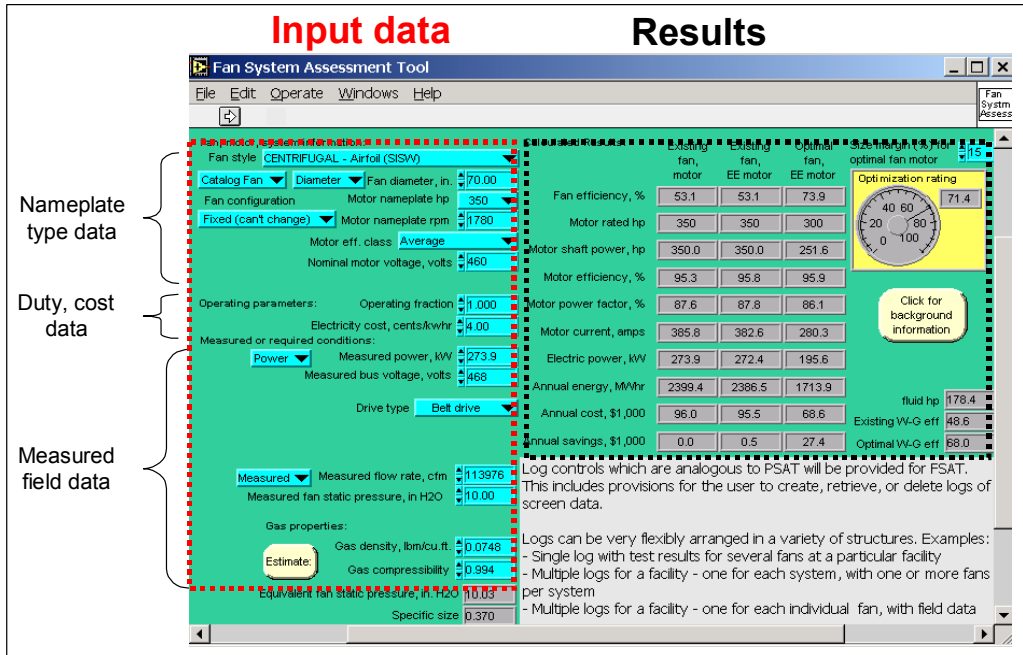 Input data
Results
Fan System Assessment Tool
File Edit Operate Windows Help
Fan
Systm
Assess
Nameplate
type data
Duty, cost
data
Measured
field data
Fan, motor, system information:
Fan style CENTRIFUGAL - Airfoil (SISW)
Catalog Fan Diameter Fan diameter, in. 70.00
Fan configuration Motor nameplate hp 350
Fixed (can't change) Motor nameplate rpm 1780
Motor eff. class Average
Nominal motor voltage, volts 460
Operating parameters: Operating fraction 1.000
Electricity cost, cents/kwhr 4.00
Measured or required conditions:
Power Measured power, kW 273.9
Measured bus voltage, volts 468
Drive type Belt drive
Measured Measured flow rate, cfm 113976
Measured fan static pressure, in H2O 10.00
Gas properties:
Estimate: Gas density, lbm/cu.ft. 0.0748
Gas compressibility 0.994
Equivalent fan static pressure, in. H2O 10.03
Specific size 0.370
Calculated Results:
Existing fan, motor
Existing fan, EE motor
Optimal fan, EE motor
Fan efficiency, % 53.1 53.1 73.9
Motor rated hp 350 350 300
Motor shaft power, hp 350.0 350.0 251.6
Motor efficiency, % 95.3 95.8 95.9
Motor power factor, % 87.6 87.8 86.1
Motor current, amps 385.8 382.6 280.3
Electric power, kW 273.9 272.4 195.6
Annual energy, MWhr 2399.4 2386.5 1713.9
Annual cost, $1,000 96.0 95.5 68.6
Annual savings, $1,000 0.0 0.5 27.4
Size margin (%) for
optimal fan motor 15
Optimization rating
71.4
0 20 40 60 80 100
Click for
background
information
fluid hp 178.4
Existing W-G eff 48.6
Optimal W-G eff 68.0
Log controls which are analogous to PSAT will be provided for FSAT.
This includes provisions for the user to create, retrieve, or delete logs of
screen data.
Logs can be very flexibly arranged in a variety of structures. Examples:
- Single log with test results for several fans at a particular facility
- Multiple logs for a facility - one for each system, with one or more fans
per system
- Multiple logs for a facility - one for each individual fan, with field data